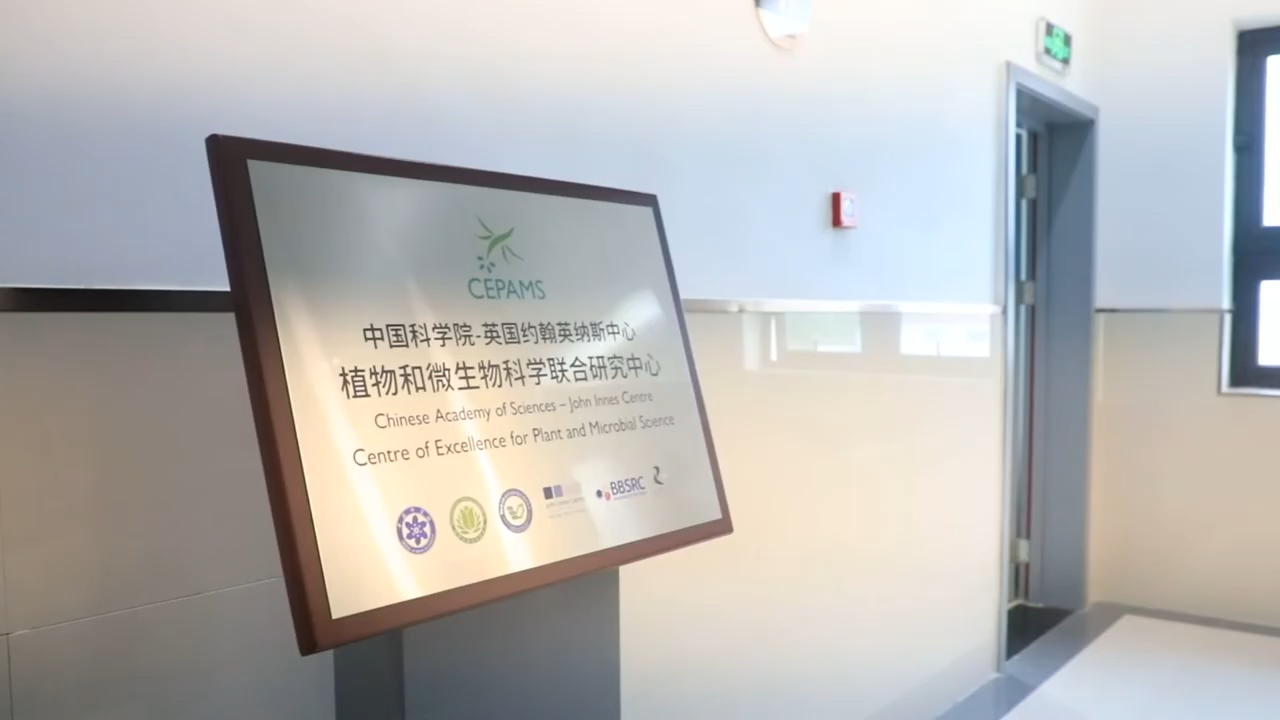 CEPAMS
中国科学院-英国约翰英纳斯中心
植物和微生物科学联合研究中心
Chinese Academy of Sciences – John Innes Centre
Centre of Excellence for Plant and Microbial Science
BBSRC